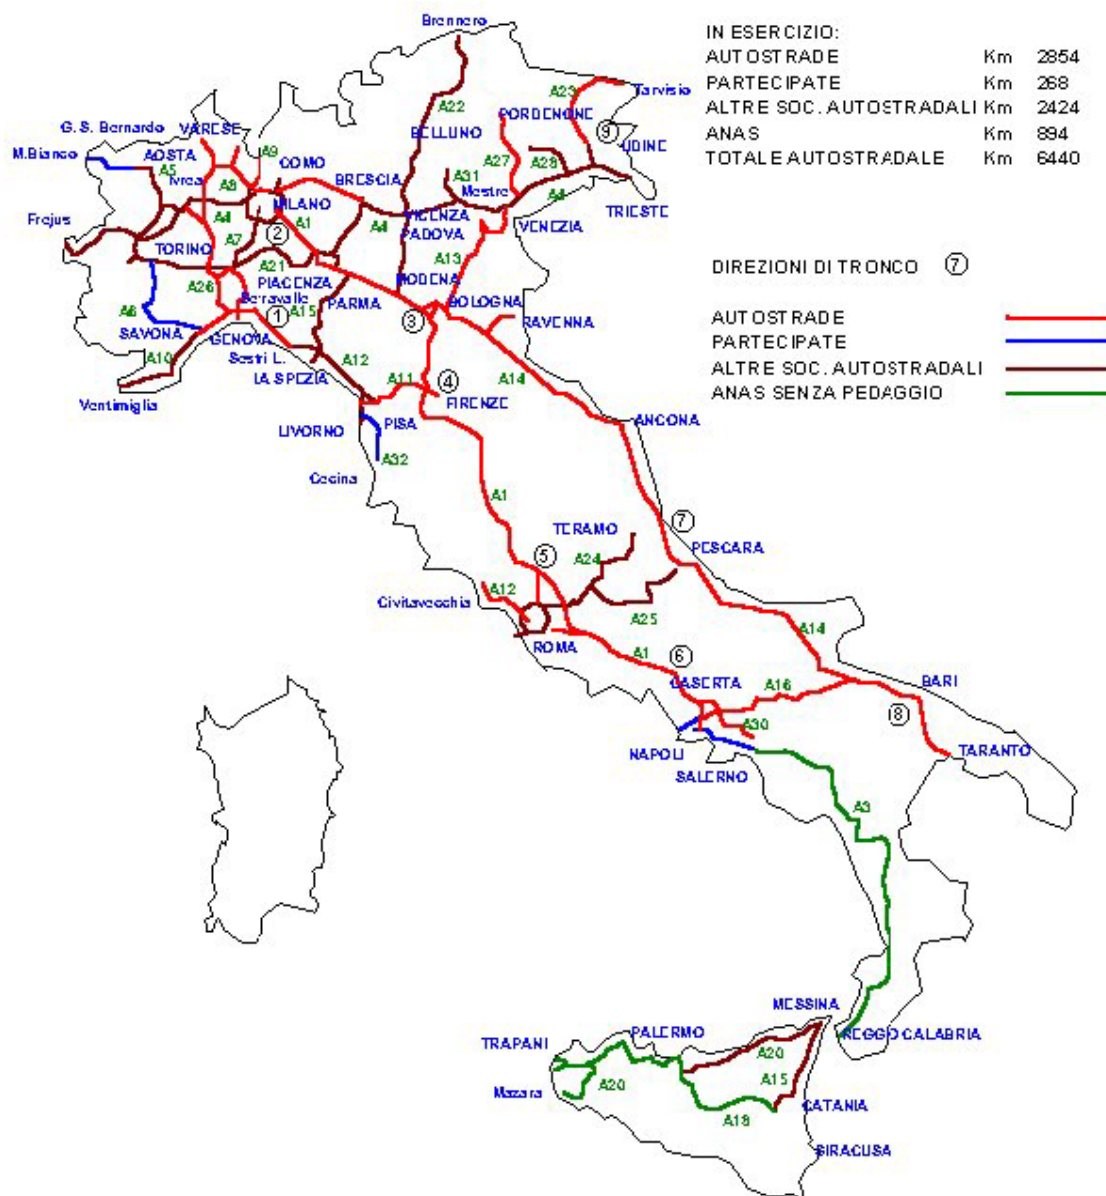 Brennero
IN ESERCIZIO:
AUTOSTRADE Km 2854
PARTECIPATE Km 268
ALTRE SOC. AUTOSTRADALI Km 2424
ANAS Km 894
TOTALE AUTOSTRADALE Km 6440
A23
Tarvisio
A22
PORDENONE
G.S. Bernardo
VARESE
BELLUNO
9
UDINE
M.Bianco
AOSTA
A9
COMO
A27
A28
A5
Ivrea
A8
BRESCIA
A31
Mestre
A4
TRIESTE
Frejus
A4
MILANO
A1
A4
VICENZA
PADOVA
VENEZIA
TORINO
A7
2
A13
DIREZIONI DI TRONCO 7
A21
A26
PIACENZA
MODENA
Serravalle
PARMA
BOLOGNA
A6
1
A15
3
RAVENNA
AUTOSTRADE
SAVONA
GENOVA
PARTECIPATE
A10
Sestri L.
A12
ALTRE SOC. AUTOSTRADALI
LA SPEZIA
A11
4
A14
ANAS SENZA PEDAGGIO
Ventimiglia
FIRENZE
LIVORNO
PISA
ANCONA
A32
Cecina
A1
7
TERAMO
PESCARA
5
A24
A12
Civitavecchia
A25
A14
ROMA
A1
6
CASERTA
A16
BARI
8
A30
NAPOLI
TARANTO
SALERNO
A3
MESSINA
PALERMO
REGGO CALABRIA
TRAPANI
A20
A20
A15
Mazara
CATANIA
A18
SIRACUSA